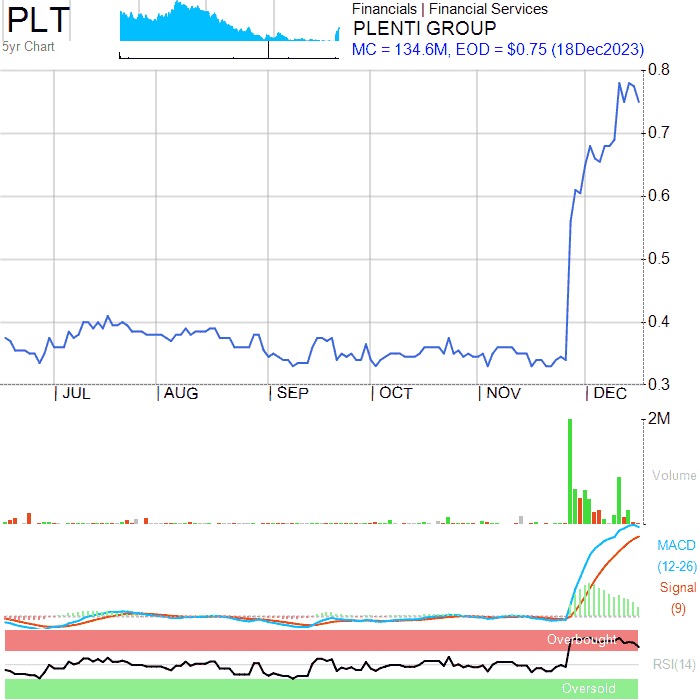 PLT
5yr Chart
Financials | Financial Services
PLENTI GROUP
MC = 134.6M, EOD = $0.75 (18Dec2023)
0.8
0.7
0.6
0.5
0.4
0.3
JUL AUG SEP OCT NOV DEC
2M
Volume
MACD
(12-26)
Signal
(9)
Overbought
RSI(14)
Oversold